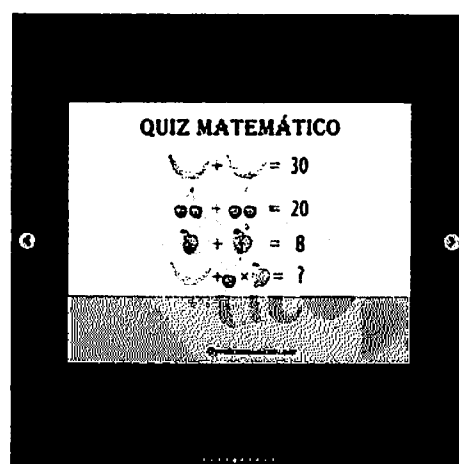 QUIZ MATEMÁTICO
+ = 30
+ = 20
+ = 8
+ × = ?